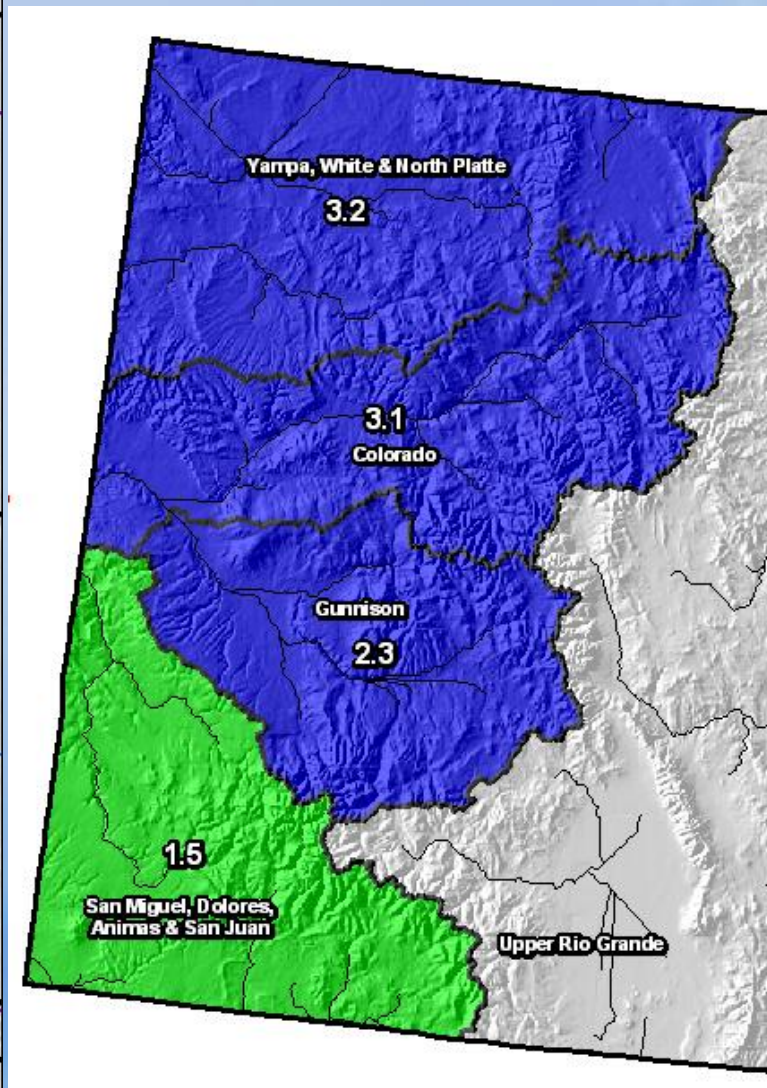 Yampa, White & North Platte
3.2
3.1
Colorado
Gunnison
2.3
1.5
San Miguel, Dolores,
Animas & San Juan
Upper Rio Grande